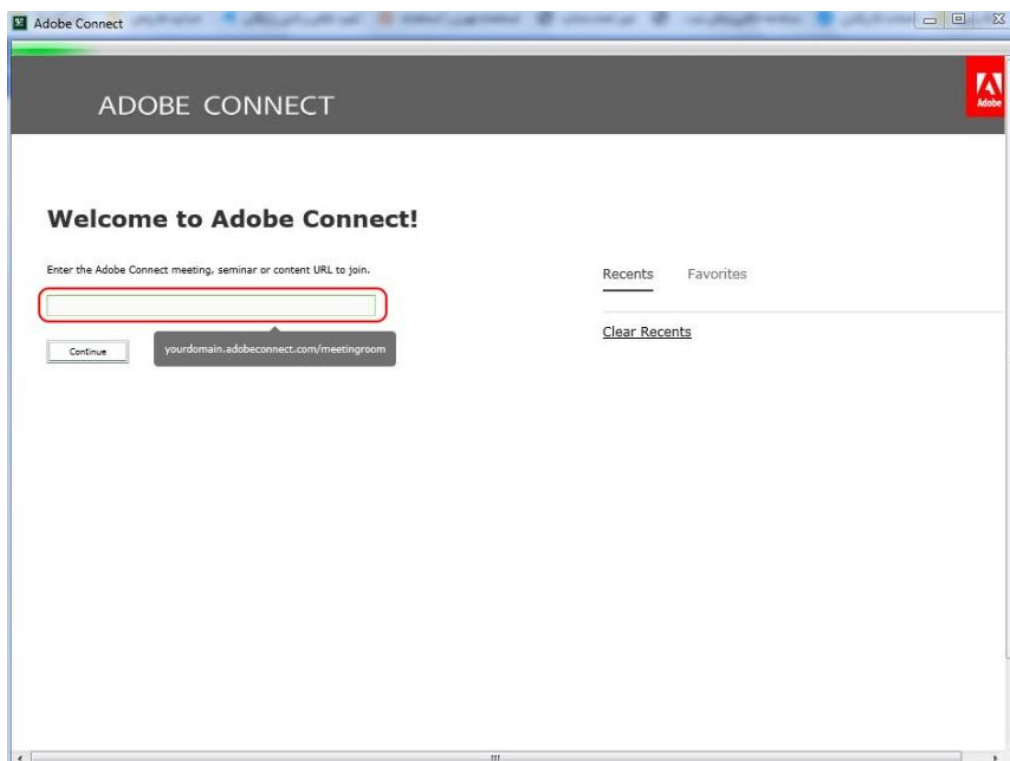 Adobe Connect
ADOBE CONNECT
Adobe
Welcome to Adobe Connect!
Enter the Adobe Connect meeting, seminar or content URL to join.
yourdomain.adobeconnect.com/meetingroom
Continue
Recents Favorites
Clear Recents